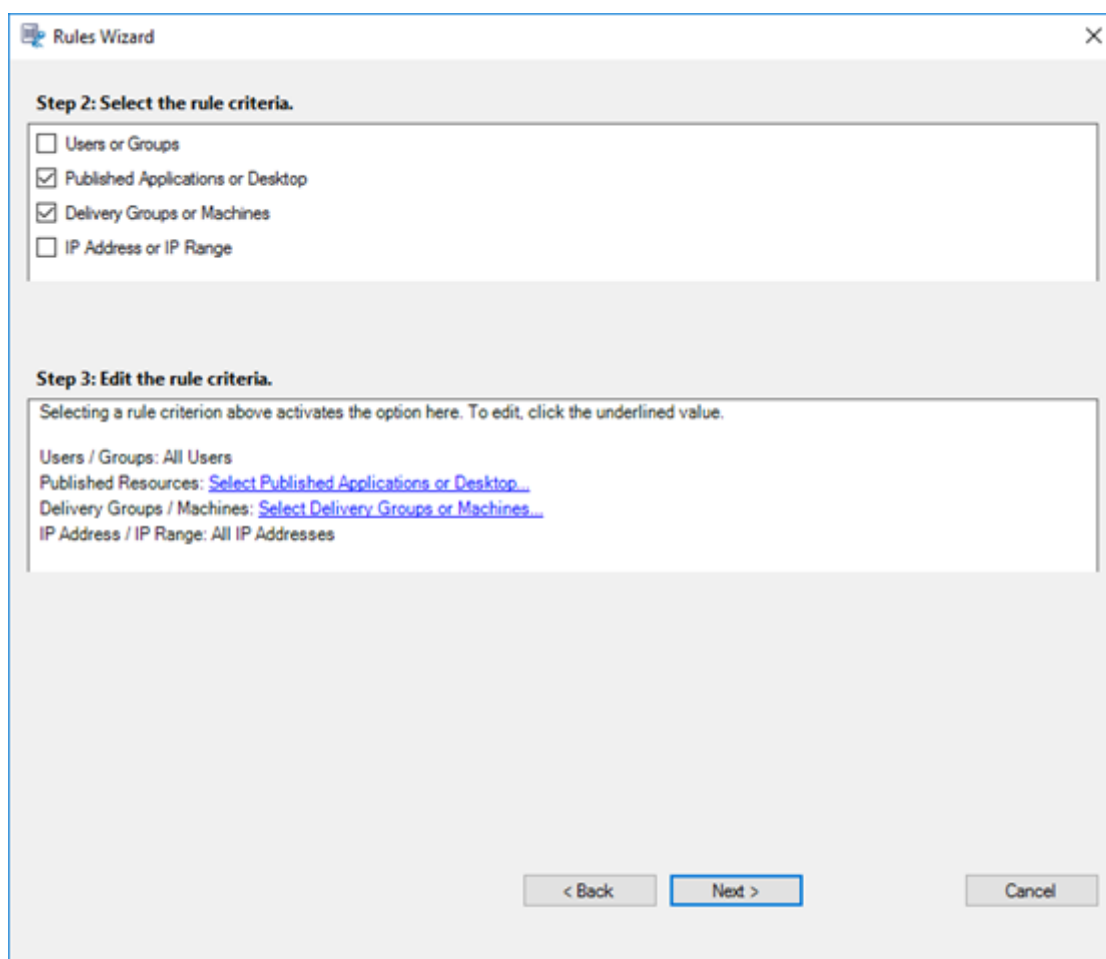 Rules Wizard
Step 2: Select the rule criteria.
Users or Groups
Published Applications or Desktop
Delivery Groups or Machines
IP Address or IP Range
Step 3: Edit the rule criteria.
Selecting a rule criterion above activates the option here. To edit, click the underlined value.
Users / Groups: All Users
Published Resources: Select Published Applications or Desktop...
Delivery Groups / Machines: Select Delivery Groups or Machines...
IP Address / IP Range: All IP Addresses
< Back Next > Cancel